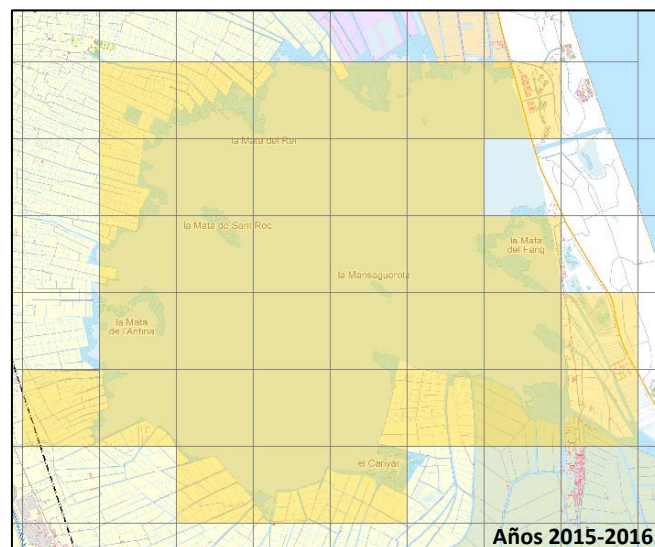 la Mata del Rei
la Mata de Sant Roc
la Mata
del Fang
la Manseguerota
la Mata
de l'Antina
el Canyar
Años 2015-2016